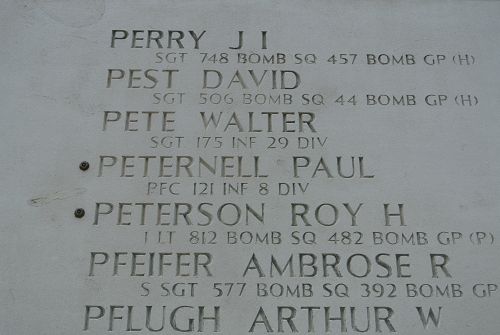 PERRY J I
SGT 748 BOMB SQ 457 BOMB GP (H)
PEST DAVID
SGT 506 BOMB SQ 44 BOMB GP (H)
PETE WALTER
SGT 175 INF 29 DIV
PETERNELL PAUL
PFC 121 INF 8 DIV
PETERSON ROY H
1 LT 812 BOMB SQ 482 BOMB GP (P)
PFEIFER AMBROSE R
S SGT 577 BOMB SQ 392 BOMB GP
PFLUGH ARTHUR W